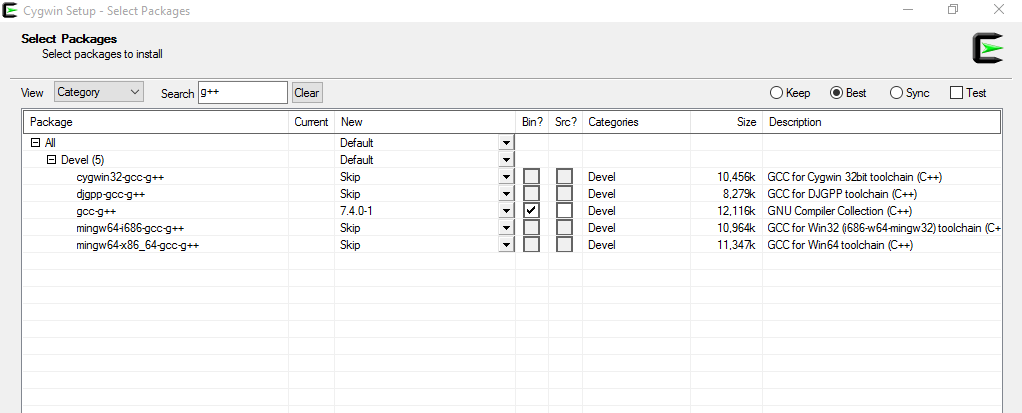 Cygwin Setup - Select Packages
Select Packages
Select packages to install
View Category Search g++ Clear Keep Best Sync Test
Package Current New Bin? Src? Categories Size Description
All Default
Devel (5) Default
cygwin32-gcc-g++ Skip Devel 10,456k GCC for Cygwin 32bit toolchain (C++)
djgpp-gcc-g++ Skip Devel 8,279k GCC for DJGPP toolchain (C++)
gcc-g++ 7.4.0-1 Devel 12,116k GNU Compiler Collection (C++)
mingw64-i686-gcc-g++ Skip Devel 10,964k GCC for Win32 (i686-w64-mingw32) toolchain (C+
mingw64-x86_64-gcc-g++ Skip Devel 11,347k GCC for Win64 toolchain (C++)